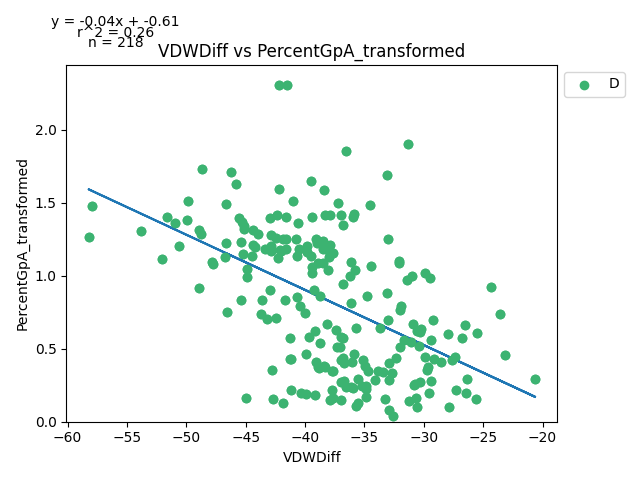 y = -0.04x + -0.61
r^2 = 0.26
n = 218
VDWDiff vs PercentGpA_transformed
D
PercentGpA_transformed
2.0
1.5
1.0
0.5
0.0
−60 −55 −50 −45 −40 −35 −30 −25 −20
VDWDiff